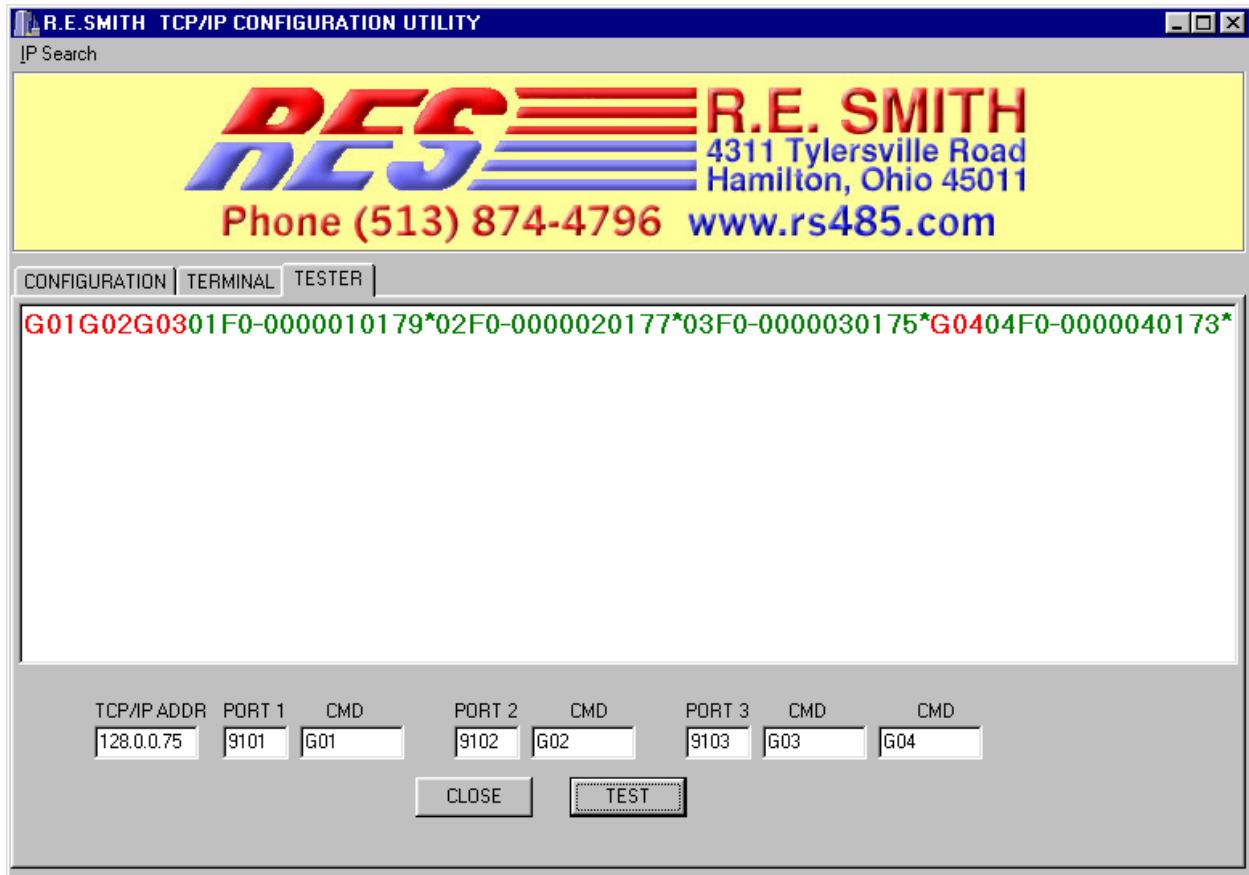 R.E.SMITH TCP/IP CONFIGURATION UTILITY
IP Search
RES
R.E. SMITH
4311 Tylersville Road
Hamilton, Ohio 45011
Phone (513) 874-4796 www.rs485.com
CONFIGURATION TERMINAL TESTER
G01G02G0301F0-0000010179*02F0-0000020177*03F0-0000030175*G0404F0-0000040173*
TCP/IP ADDR PORT 1 CMD PORT 2 CMD PORT 3 CMD CMD
128.0.0.75 9101 G01 9102 G02 9103 G03 G04
CLOSE TEST